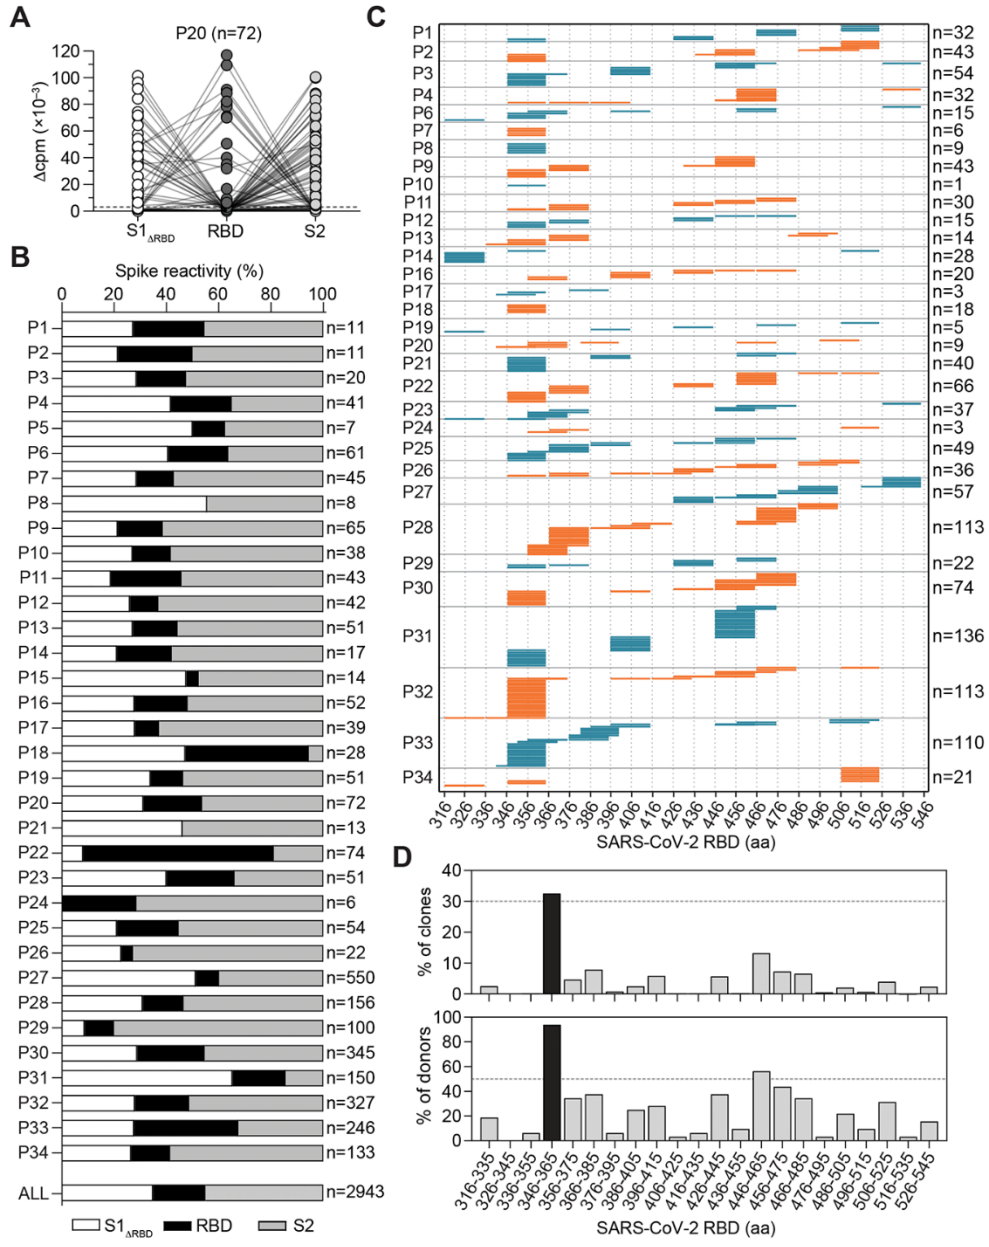 A
P20 (n=72)
Δcpm (×10⁻³)
120
100
80
60
40
20
0
S1ΔRBD
RBD
S2
B
Spike reactivity (%)
0 20 40 60 80 100
P1 n=11
P2 n=11
P3 n=20
P4 n=41
P5 n=7
P6 n=61
P7 n=45
P8 n=8
P9 n=65
P10 n=38
P11 n=43
P12 n=42
P13 n=51
P14 n=17
P15 n=14
P16 n=52
P17 n=39
P18 n=28
P19 n=51
P20 n=72
P21 n=13
P22 n=74
P23 n=51
P24 n=6
P25 n=54
P26 n=22
P27 n=550
P28 n=156
P29 n=100
P30 n=345
P31 n=150
P32 n=327
P33 n=246
P34 n=133
ALL n=2943
S1ΔRBD RBD S2
C
P1 n=32
P2 n=43
P3 n=54
P4 n=32
P6 n=15
P7 n=6
P8 n=9
P9 n=43
P10 n=1
P11 n=30
P12 n=15
P13 n=14
P14 n=28
P16 n=20
P17 n=3
P18 n=18
P19 n=5
P20 n=9
P21 n=40
P22 n=66
P23 n=37
P24 n=3
P25 n=49
P26 n=36
P27 n=57
P28 n=113
P29 n=22
P30 n=74
P31 n=136
P32 n=113
P33 n=110
P34 n=21
316 326 336 346 356 366 376 386 396 406 416 426 436 446 456 466 476 486 496 506 516 526 536 546
SARS-CoV-2 RBD (aa)
D
% of clones
40
30
20
10
0
% of donors
100
80
60
40
20
0
316-335 326-345 336-355 346-365 356-375 366-385 376-395 386-405 396-415 406-425 416-435 426-445 436-455 446-465 456-475 466-485 476-495 486-505 496-515 506-525 516-535 526-545
SARS-CoV-2 RBD (aa)